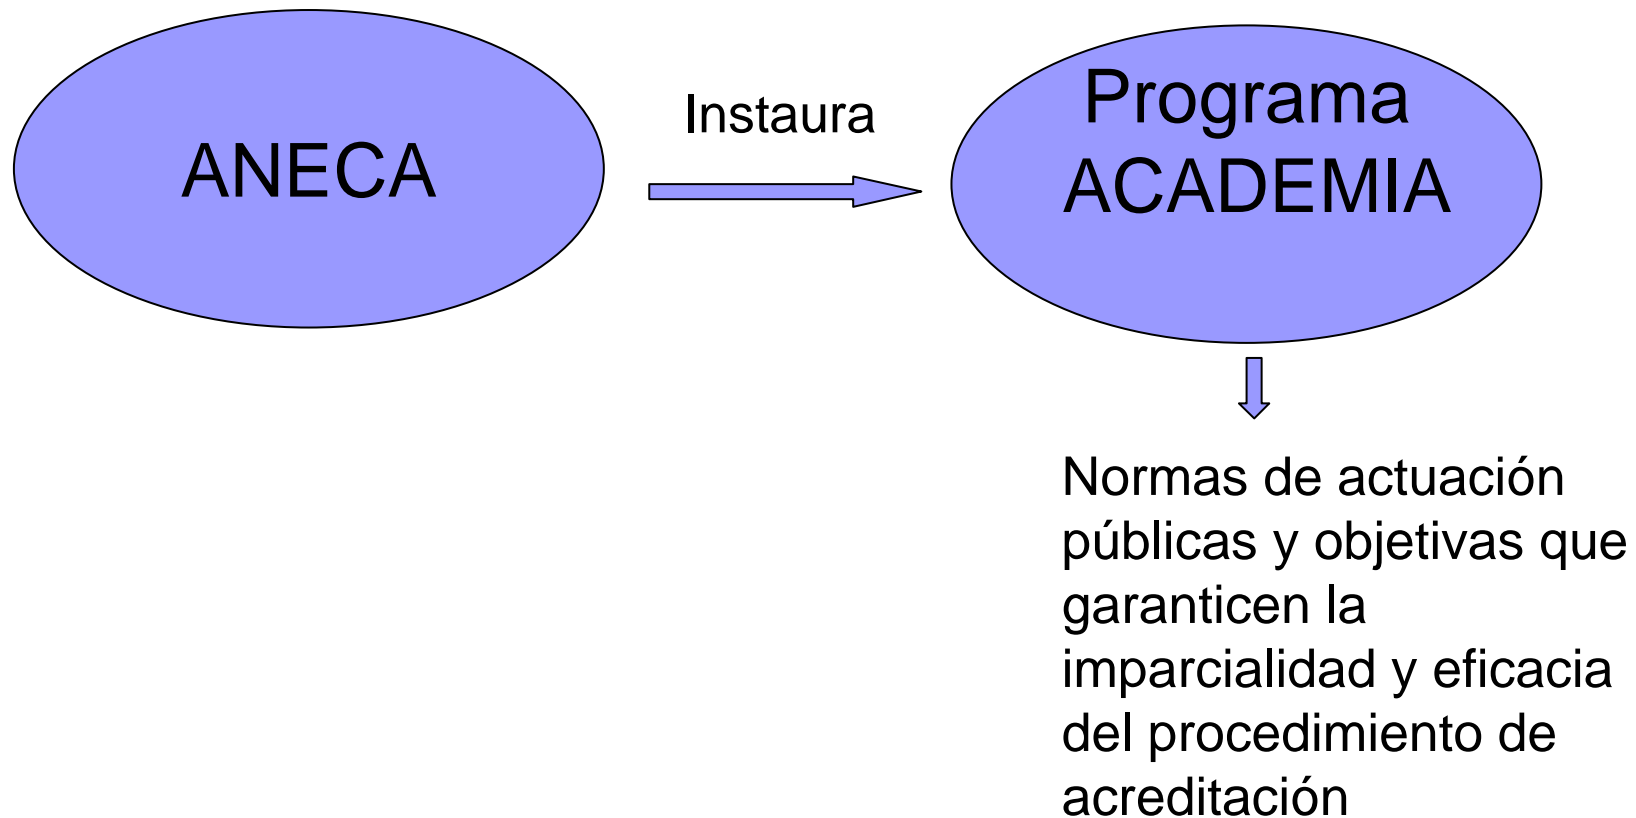 ANECA
Instaura
Programa
ACADEMIA
Normas de actuación
públicas y objetivas que
garanticen la
imparcialidad y eficacia
del procedimiento de
acreditación